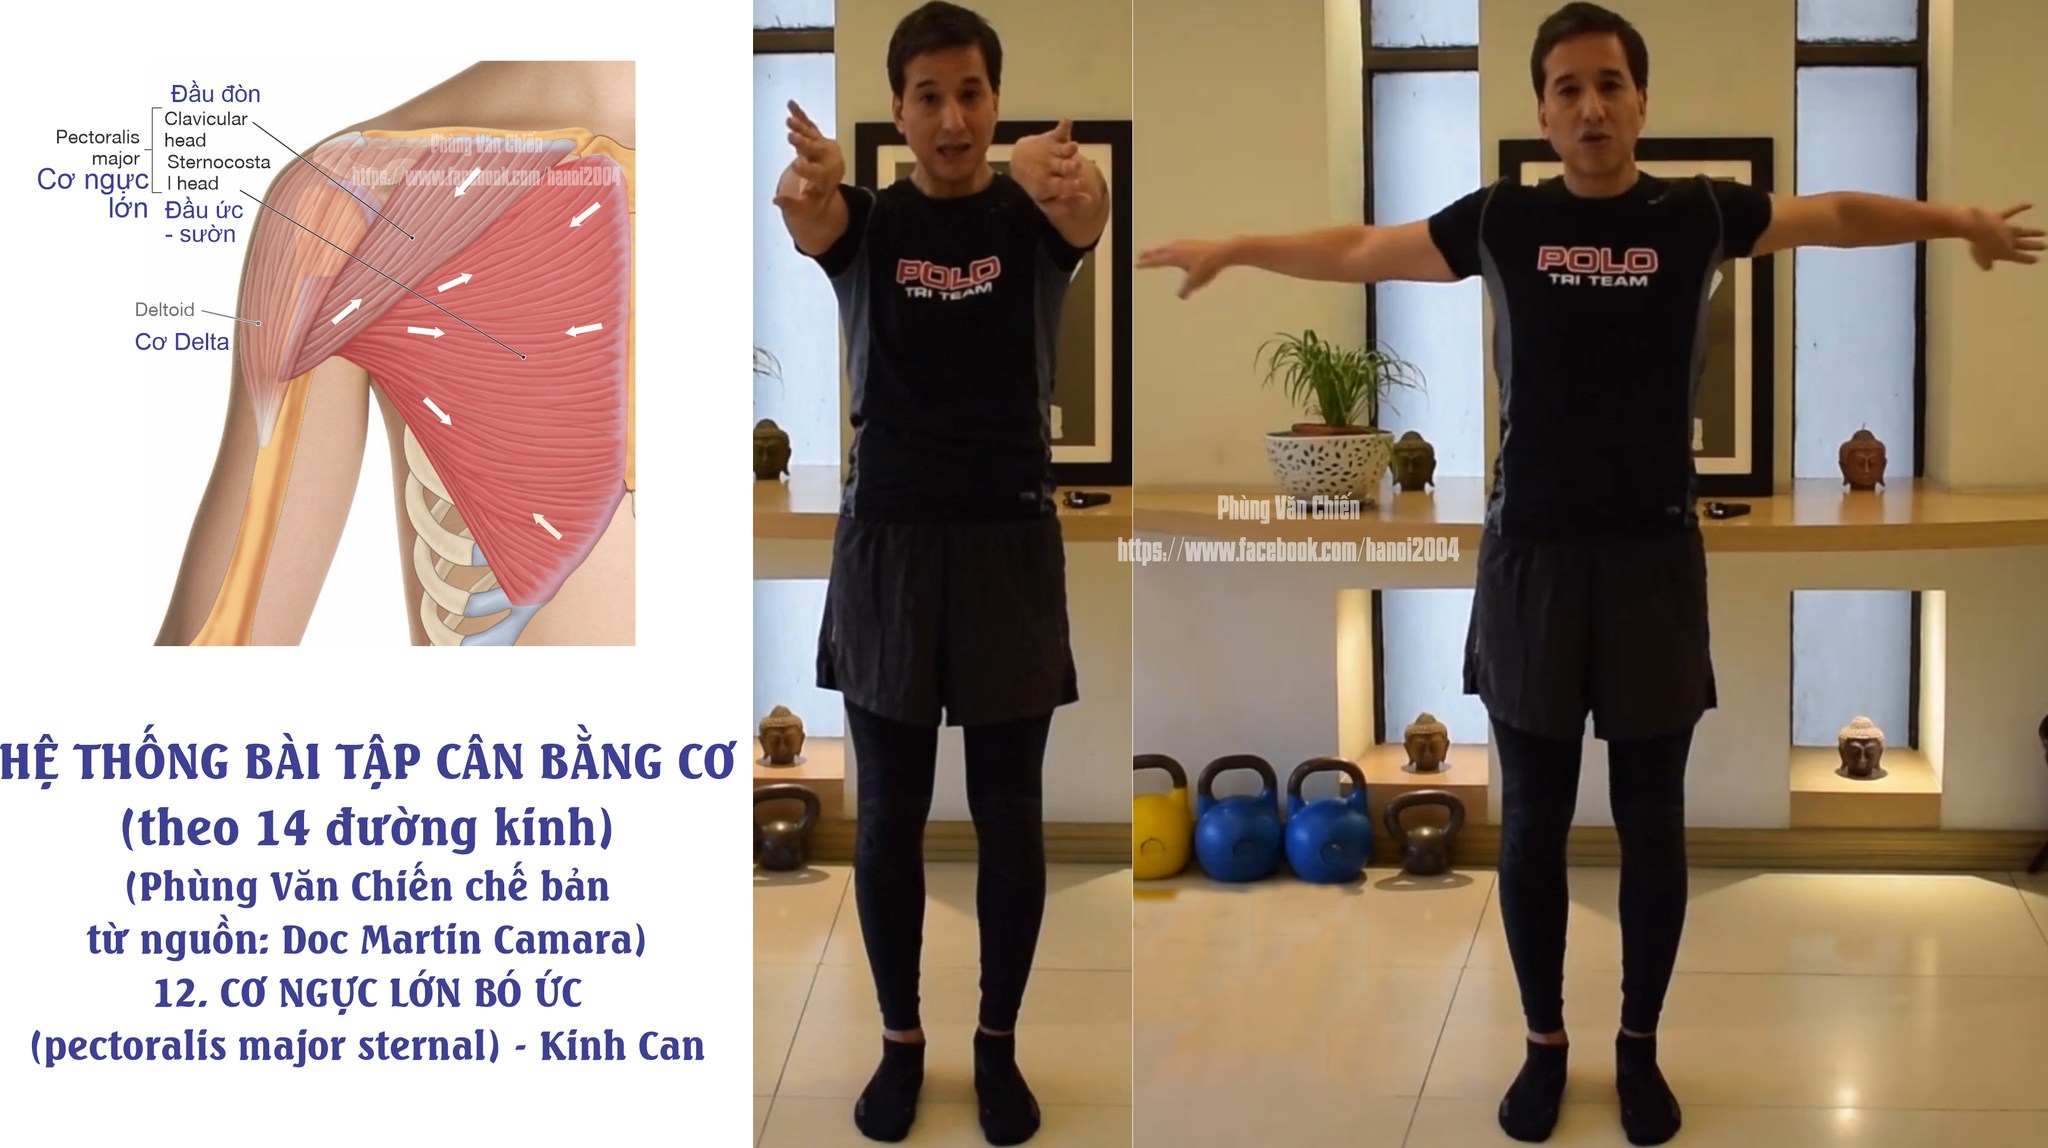 Đầu đòn
Clavicular
head
Pectoralis
major
Sternocosta
l head
Cơ ngực
lớn
Đầu ức
- sườn
Deltoid
Cơ Delta
Phùng Văn Chiến
https://www.facebook.com/hanoi2004
HỆ THỐNG BÀI TẬP CÂN BẰNG CƠ
(theo 14 đường kinh)
(Phùng Văn Chiến chế bản
từ nguồn: Doc Martin Camara)
12. CƠ NGỰC LỚN BÓ ỨC
(pectoralis major sternal) - Kinh Can
POLO
TRI TEAM
POLO
TRI TEAM
Phùng Văn Chiến
https://www.facebook.com/hanoi2004